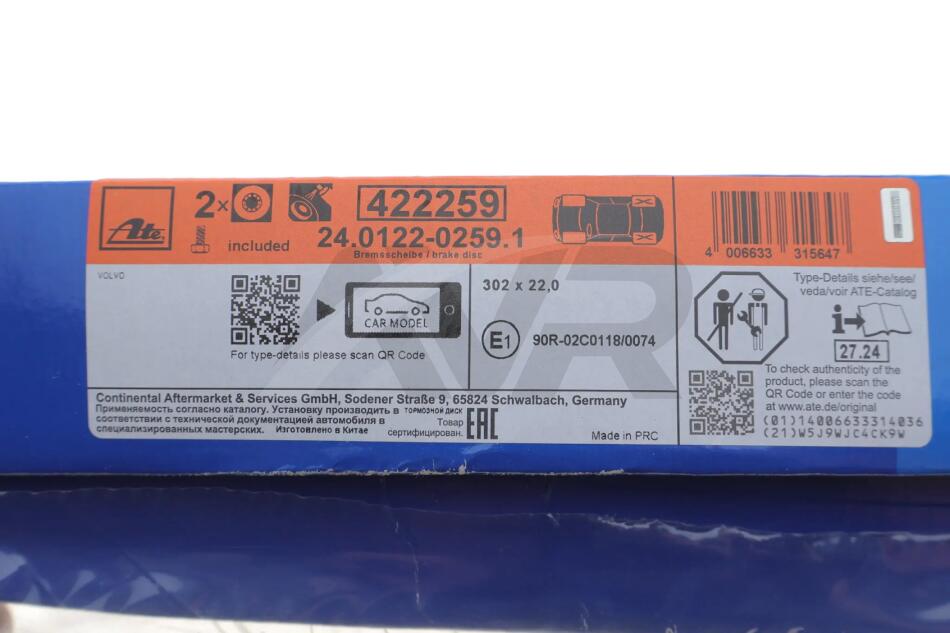 Ate
2x
422259
included
24.0122-0259.1
Bremsscheibe / brake disc
4 006633 315647
VOLVO
302 x 22,0
Type-Details siehe/see/
veda/voir ATE-Catalog
CAR MODEL
E1
90R-02C0118/0074
i
27.24
For type-details please scan QR Code
To check authenticity of the
product, please scan the
QR Code or enter the code
at www.ate.de/original
(01)14006633314036
(21)W5J9WJC4CK9W
Continental Aftermarket & Services GmbH, Sodener Straße 9, 65824 Schwalbach, Germany
Применяемость согласно каталогу. Установку производить в
соответствии с технической документацией автомобиля в
специализированных мастерских. Изготовлено в Китае
ТОРМОЗНОЙ ДИСК
Товар
сертифицирован.
EAC
Made in PRC
AVR